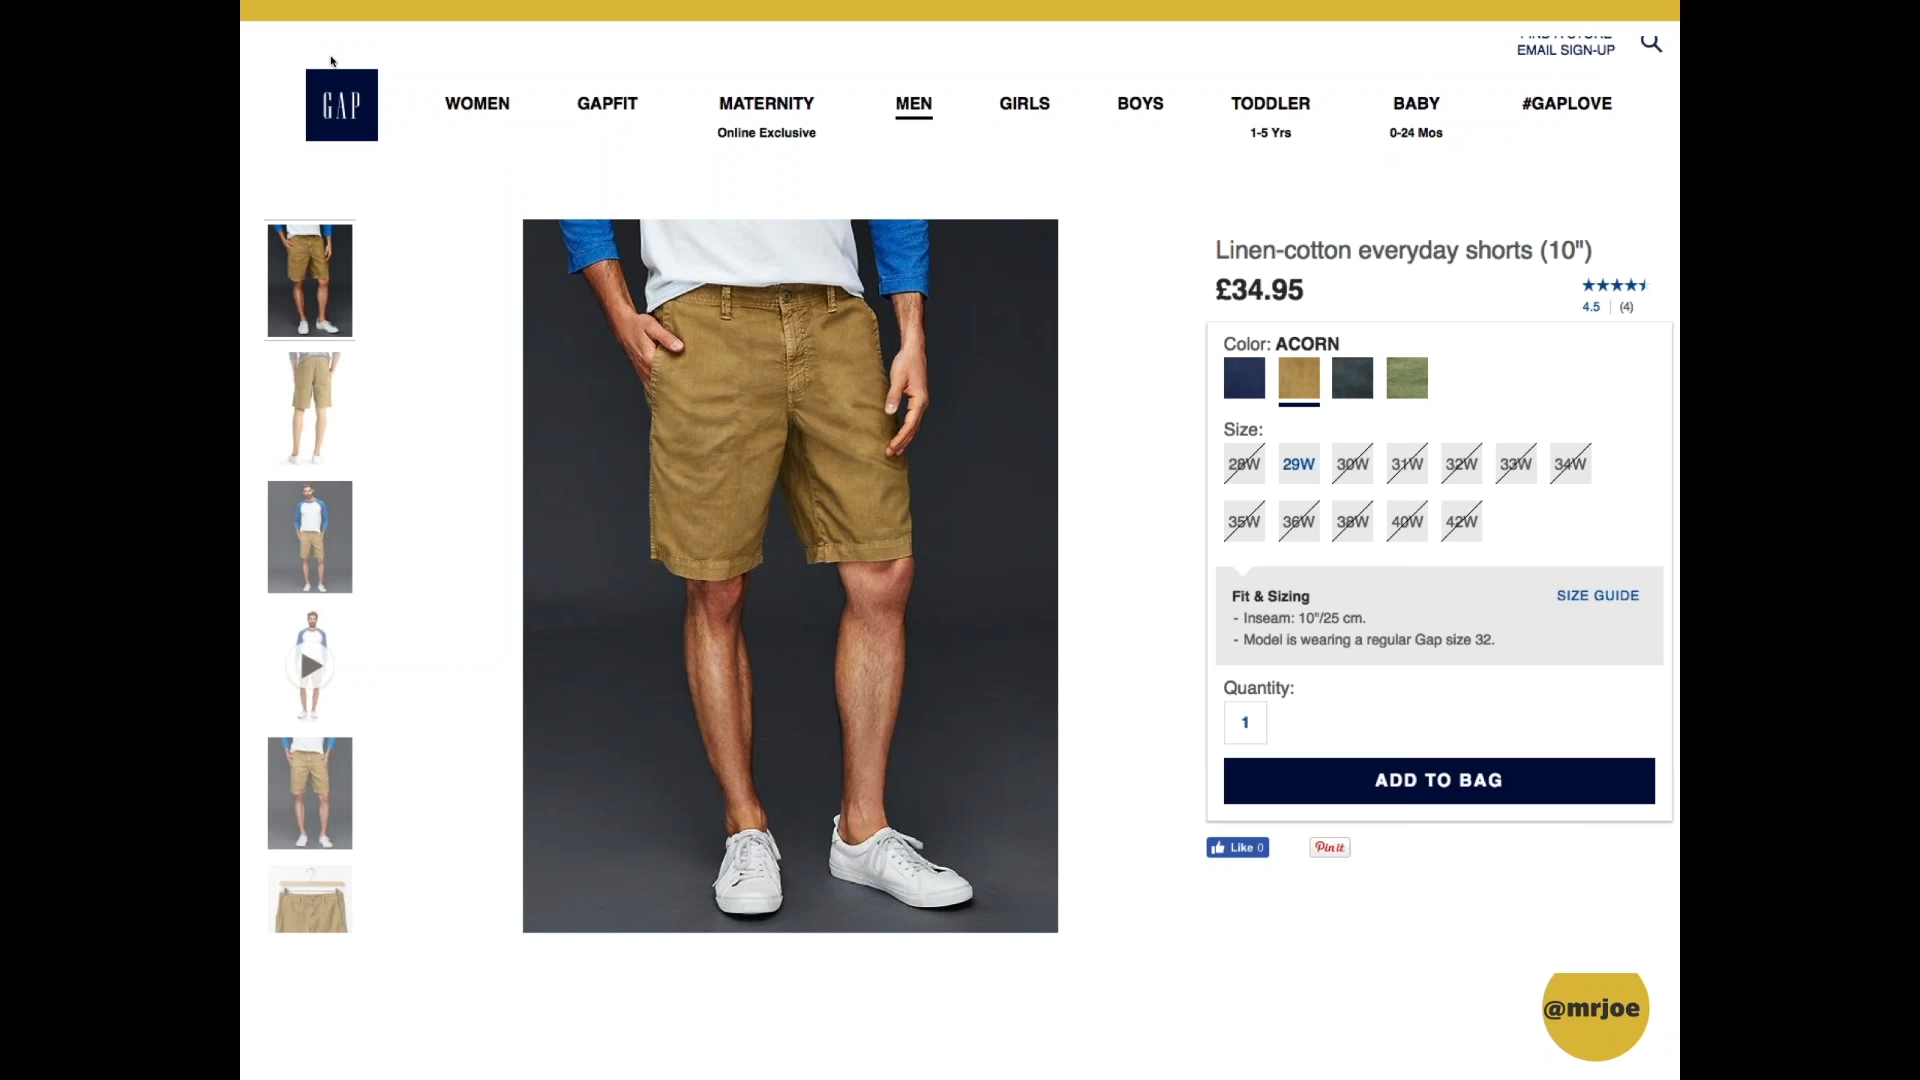 EMAIL SIGN-UP
GAP
WOMEN
GAPFIT
MATERNITY
Online Exclusive
MEN
GIRLS
BOYS
TODDLER
1-5 Yrs
BABY
0-24 Mos
#GAPLOVE
Linen-cotton everyday shorts (10")
£34.95
4.5 (4)
Color: ACORN
Size:
28W 29W 30W 31W 32W 33W 34W
35W 36W 38W 40W 42W
Fit & Sizing
SIZE GUIDE
- Inseam: 10"/25 cm.
- Model is wearing a regular Gap size 32.
Quantity:
1
ADD TO BAG
Like 0
Pin it
@mrjoe